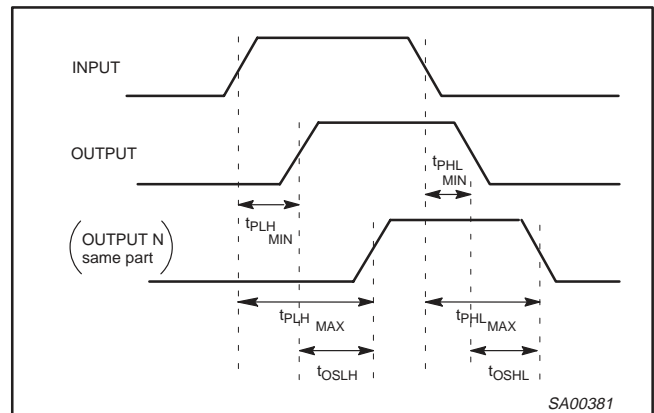 INPUT
OUTPUT
tPHL
MIN
tPLH
MIN
(OUTPUT N
same part)
tPLH
MAX
tPHL
MAX
tOSLH
tOSHL
SA00381